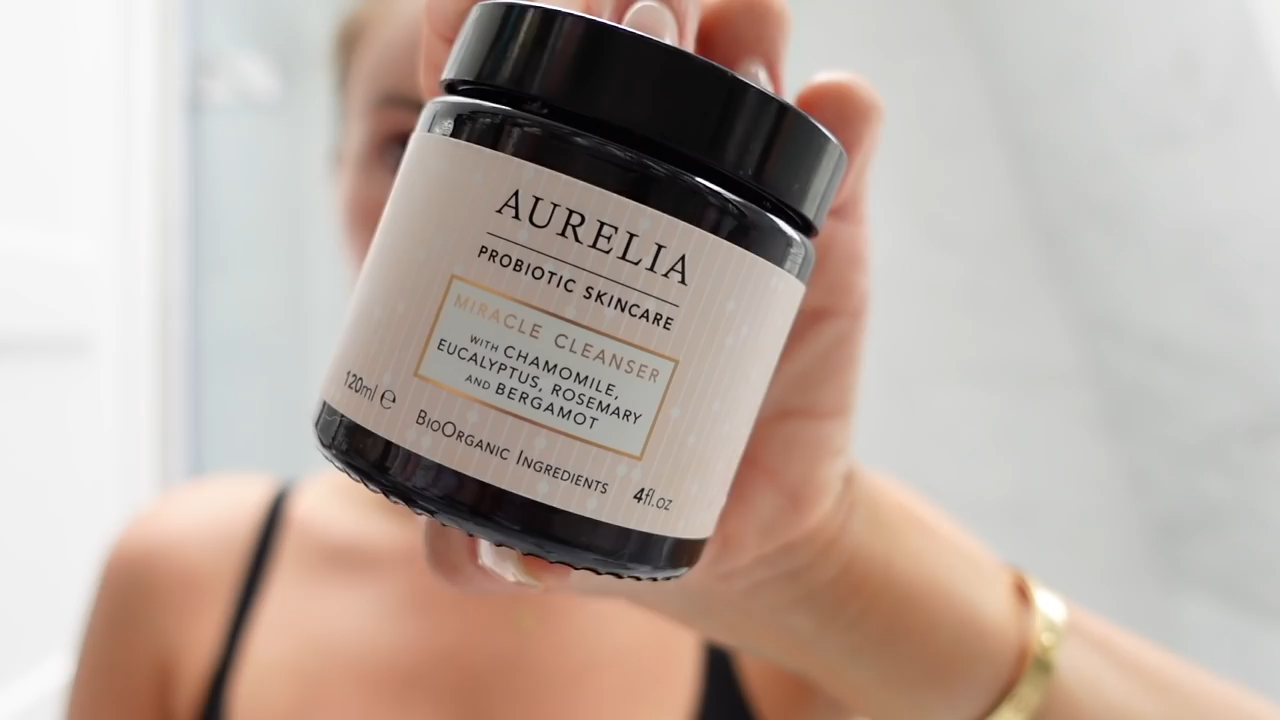 AURELIA
PROBIOTIC SKINCARE
MIRACLE CLEANSER
WITH CHAMOMILE,
EUCALYPTUS, ROSEMARY
AND BERGAMOT
120ml ℮
BIOORGANIC INGREDIENTS
4fl.oz